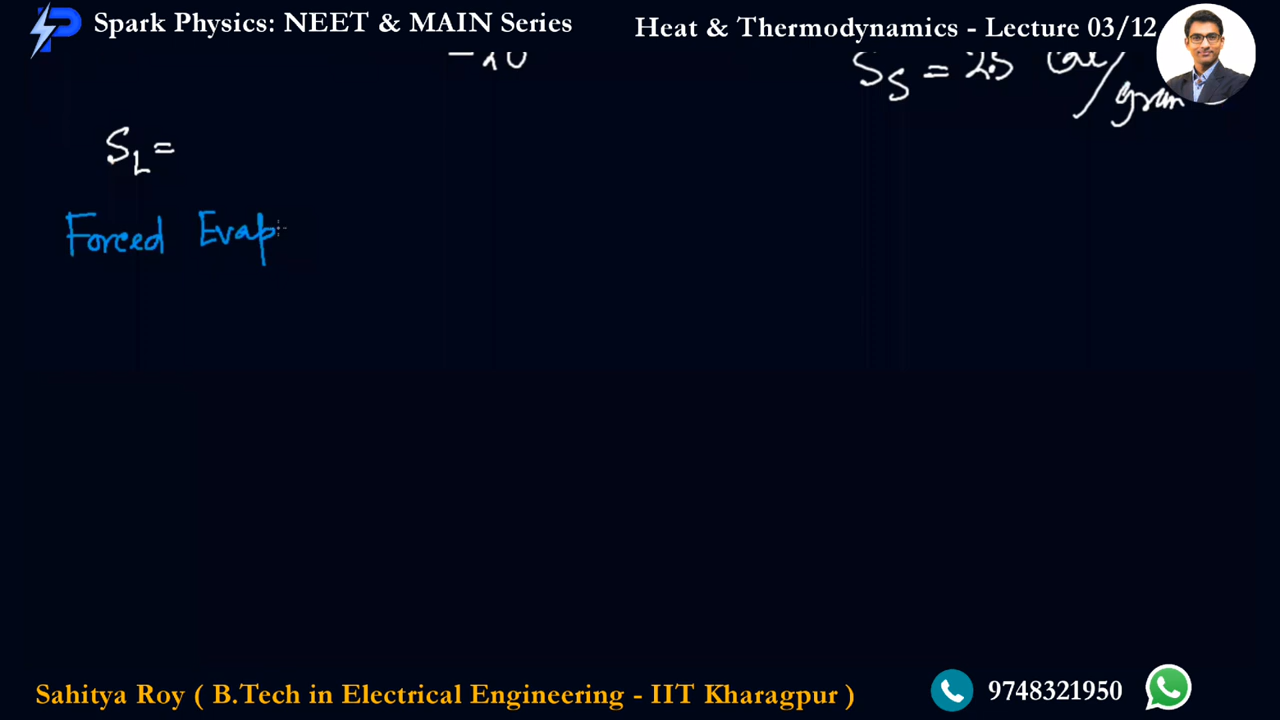 Spark Physics: NEET & MAIN Series
Heat & Thermodynamics - Lecture 03/12
S_S = 2.5 Cal/gram
S_L =
Forced Evap
Sahitya Roy ( B.Tech in Electrical Engineering - IIT Kharagpur )
9748321950